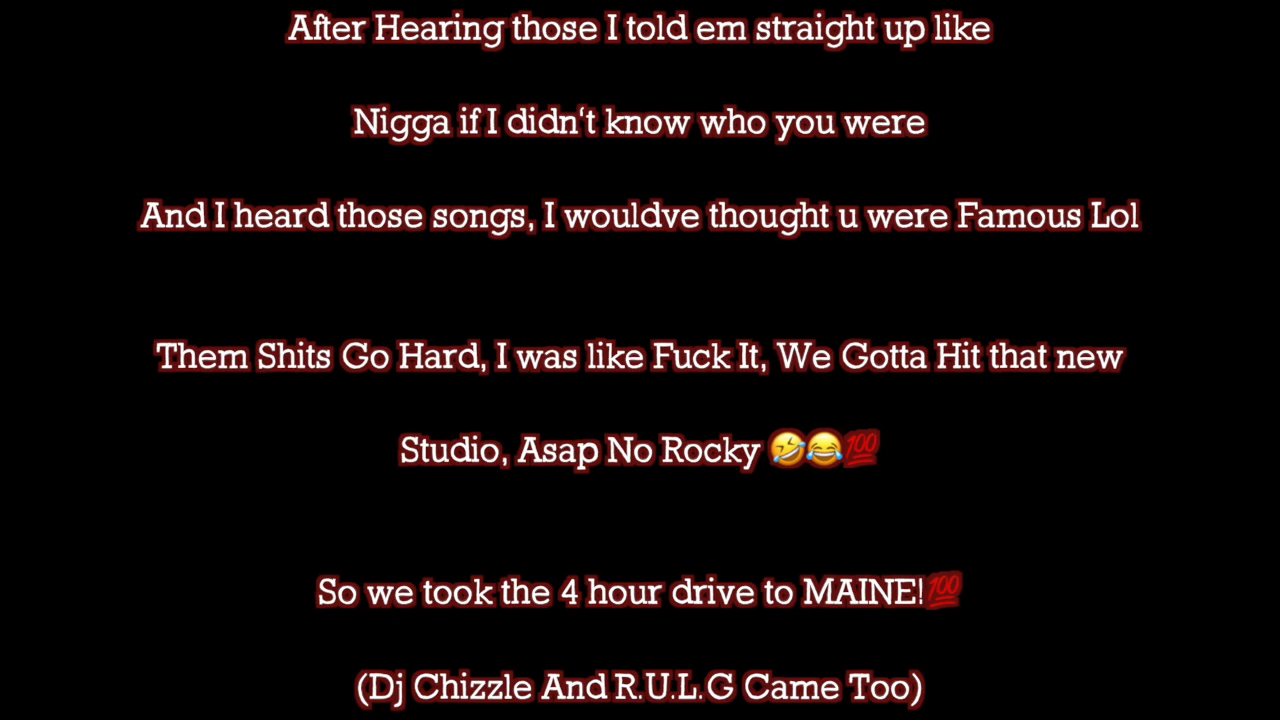 After Hearing those I told em straight up like
Nigga if I didn't know who you were
And I heard those songs, I wouldve thought u were Famous Lol
Them Shits Go Hard, I was like Fuck It, We Gotta Hit that new
Studio, Asap No Rocky 🤣😂💯
So we took the 4 hour drive to MAINE!💯
(Dj Chizzle And R.U.L.G Came Too)